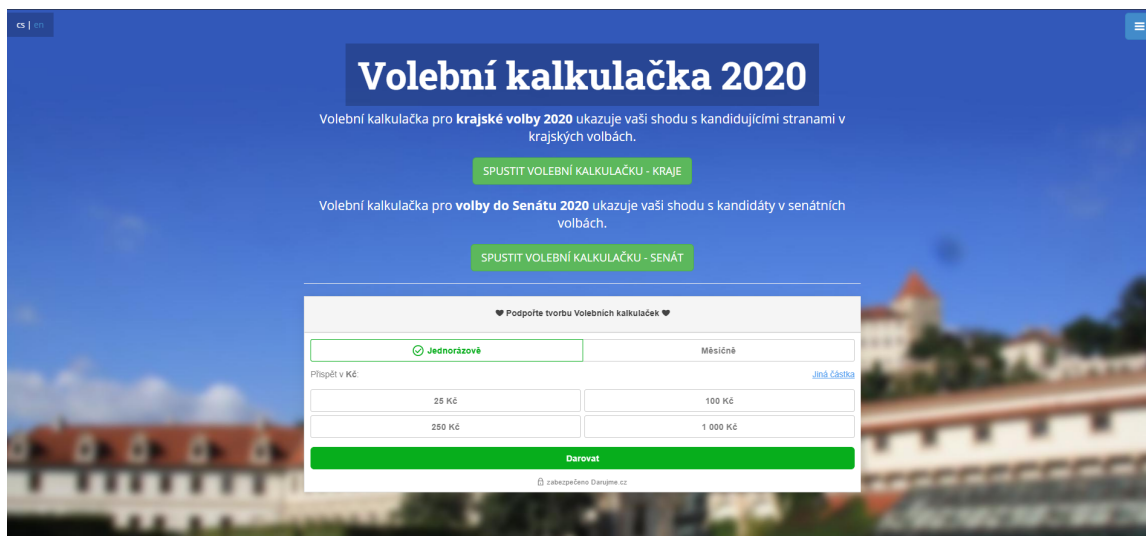 cs | en
Volební kalkulačka 2020
Volební kalkulačka pro krajské volby 2020 ukazuje vaši shodu s kandidujícími stranami v
krajských volbách.
SPUSTIT VOLEBNÍ KALKULAČKU - KRAJE
Volební kalkulačka pro volby do Senátu 2020 ukazuje vaši shodu s kandidáty v senátních
volbách.
SPUSTIT VOLEBNÍ KALKULAČKU - SENÁT
♥ Podpořte tvorbu Volebních kalkulaček ♥
Jednorázově Měsíčně
Přispět v Kč: Jiná částka
25 Kč 100 Kč
250 Kč 1 000 Kč
Darovat
zabezpečeno Darujme.cz